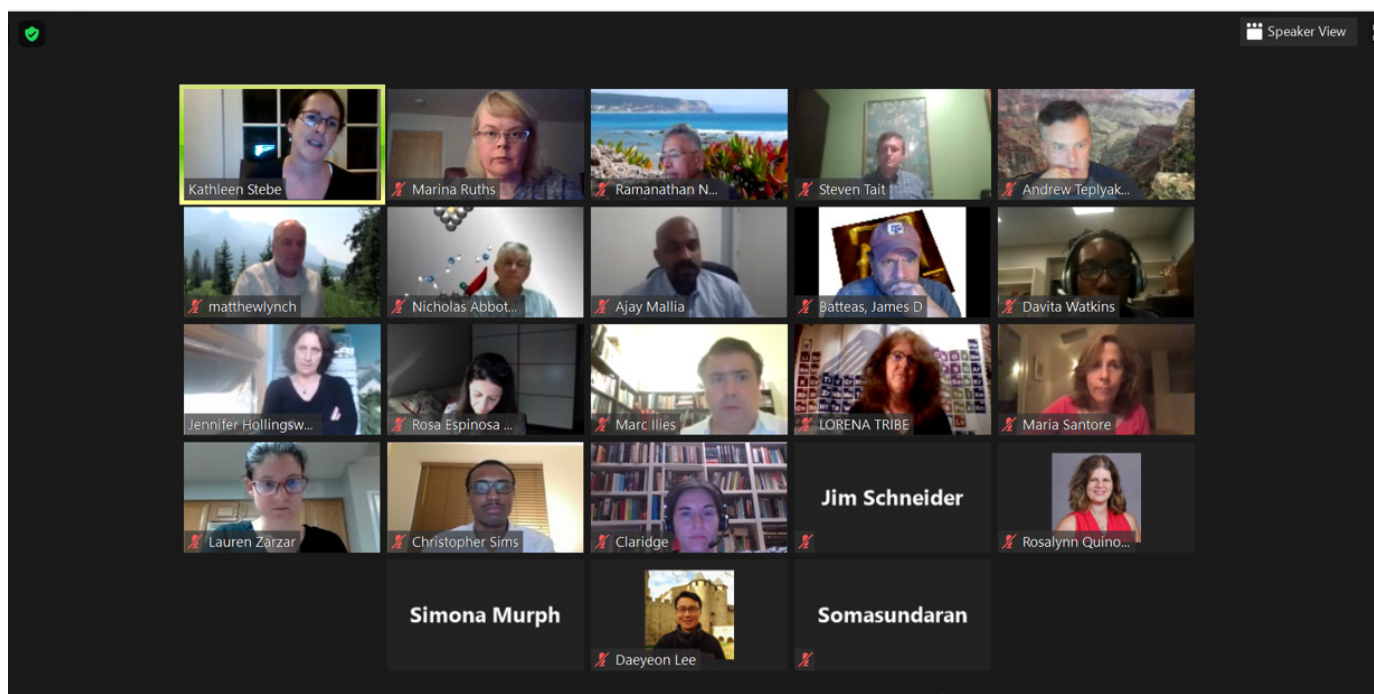 Speaker View
Kathleen Stebe
Marina Ruths
Ramanathan N...
Steven Tait
Andrew Teplyak...
matthewlynch
Nicholas Abbot...
Ajay Mallia
Batteas, James D
Davita Watkins
Jennifer Hollingsw...
Rosa Espinosa ...
Marc Ilies
LORENA TRIBE
Maria Santore
Lauren Zarzar
Christopher Sims
Claridge
Jim Schneider
Rosalynn Quino...
Simona Murph
Daeyeon Lee
Somasundaran